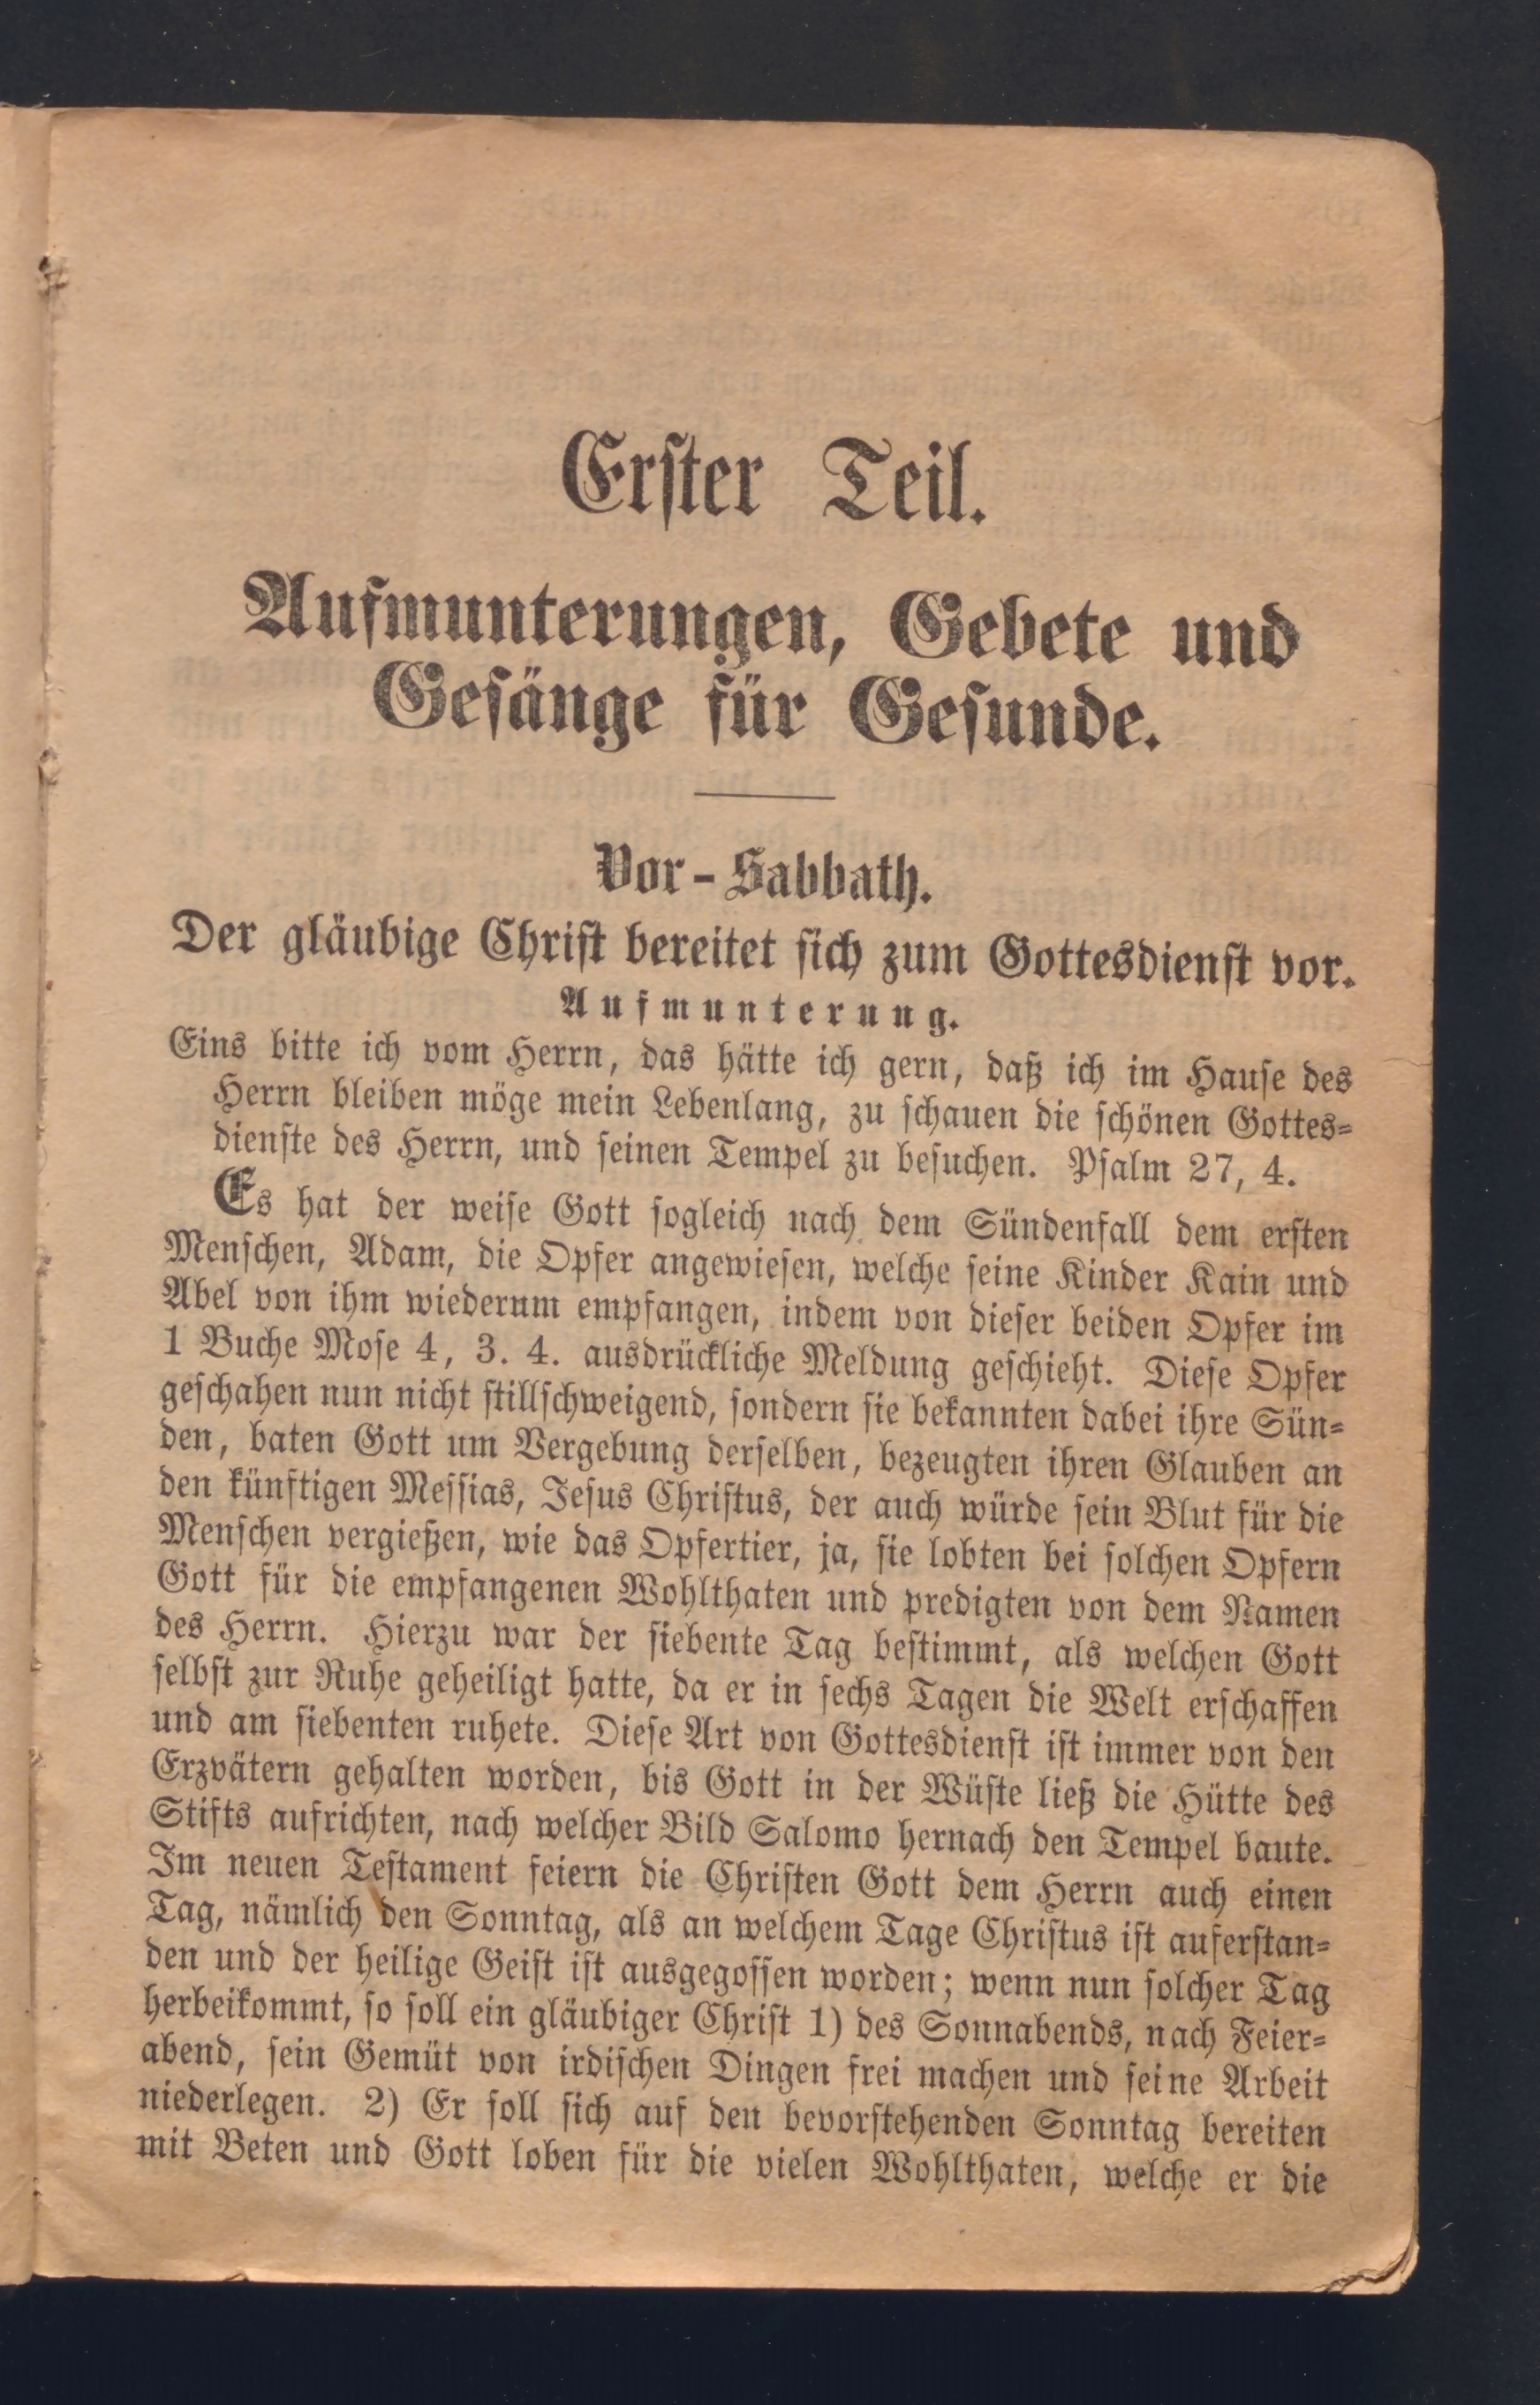 Erster Teil.
Aufmunterungen, Gebete und
Gesänge für Gesunde.
Vor-Sabbath.
Der gläubige Christ bereitet sich zum Gottesdienst vor.
Aufmunterung.
Eins bitte ich vom Herrn, das hätte ich gern, daß ich im Hause des
Herrn bleiben möge mein Lebenlang, zu schauen die schönen Gottes-
dienste des Herrn, und seinen Tempel zu besuchen. Psalm 27, 4.
Es hat der weise Gott sogleich nach dem Sündenfall dem ersten
Menschen, Adam, die Opfer angewiesen, welche seine Kinder Kain und
Abel von ihm wiederum empfangen, indem von dieser beiden Opfer im
1 Buche Mose 4, 3. 4. ausdrückliche Meldung geschieht. Diese Opfer
geschahen nun nicht stillschweigend, sondern sie bekannten dabei ihre Sün-
den, baten Gott um Vergebung derselben, bezeugten ihren Glauben an
den künftigen Messias, Jesus Christus, der auch würde sein Blut für die
Menschen vergießen, wie das Opfertier, ja, sie lobten bei solchen Opfern
Gott für die empfangenen Wohlthaten und predigten von dem Namen
des Herrn. Hierzu war der siebente Tag bestimmt, als welchen Gott
selbst zur Ruhe geheiligt hatte, da er in sechs Tagen die Welt erschaffen
und am siebenten ruhete. Diese Art von Gottesdienst ist immer von den
Erzvätern gehalten worden, bis Gott in der Wüste ließ die Hütte des
Stifts aufrichten, nach welcher Bild Salomo hernach den Tempel baute.
Im neuen Testament feiern die Christen Gott dem Herrn auch einen
Tag, nämlich den Sonntag, als an welchem Tage Christus ist auferstan-
den und der heilige Geist ist ausgegossen worden; wenn nun solcher Tag
herbeikommt, so soll ein gläubiger Christ 1) des Sonnabends, nach Feier-
abend, sein Gemüt von irdischen Dingen frei machen und seine Arbeit
niederlegen. 2) Er soll sich auf den bevorstehenden Sonntag bereiten
mit Beten und Gott loben für die vielen Wohlthaten, welche er die